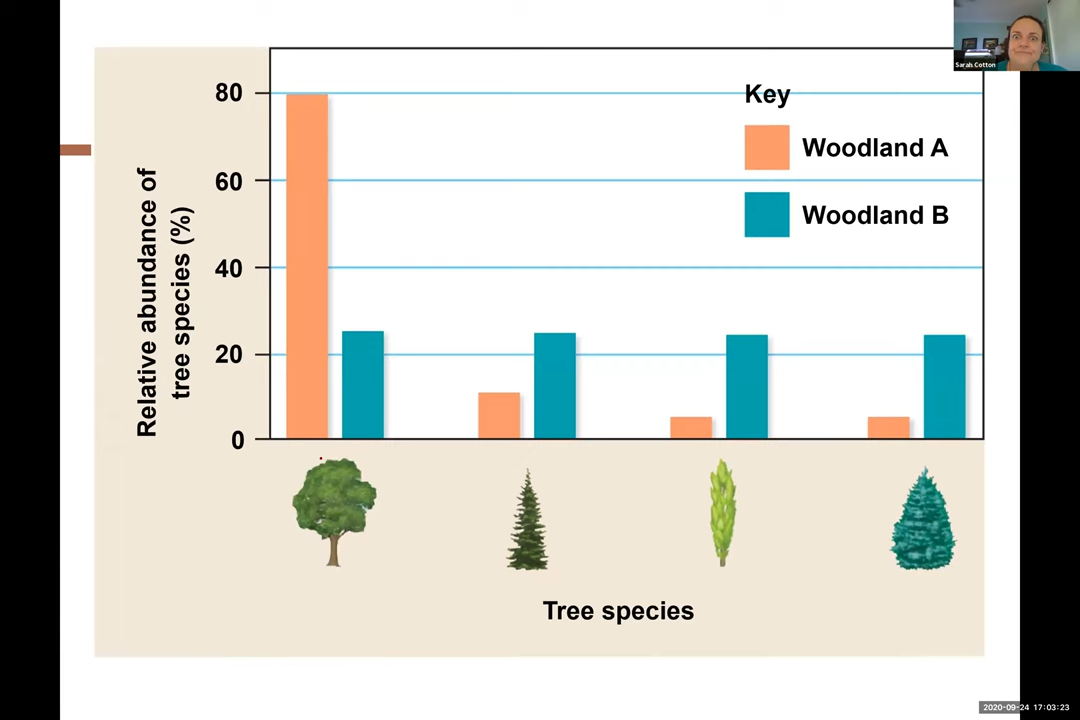 Sarah Cotton
Key
Woodland A
Woodland B
Relative abundance of
tree species (%)
80
60
40
20
0
Tree species
2020-09-24 17:03:23